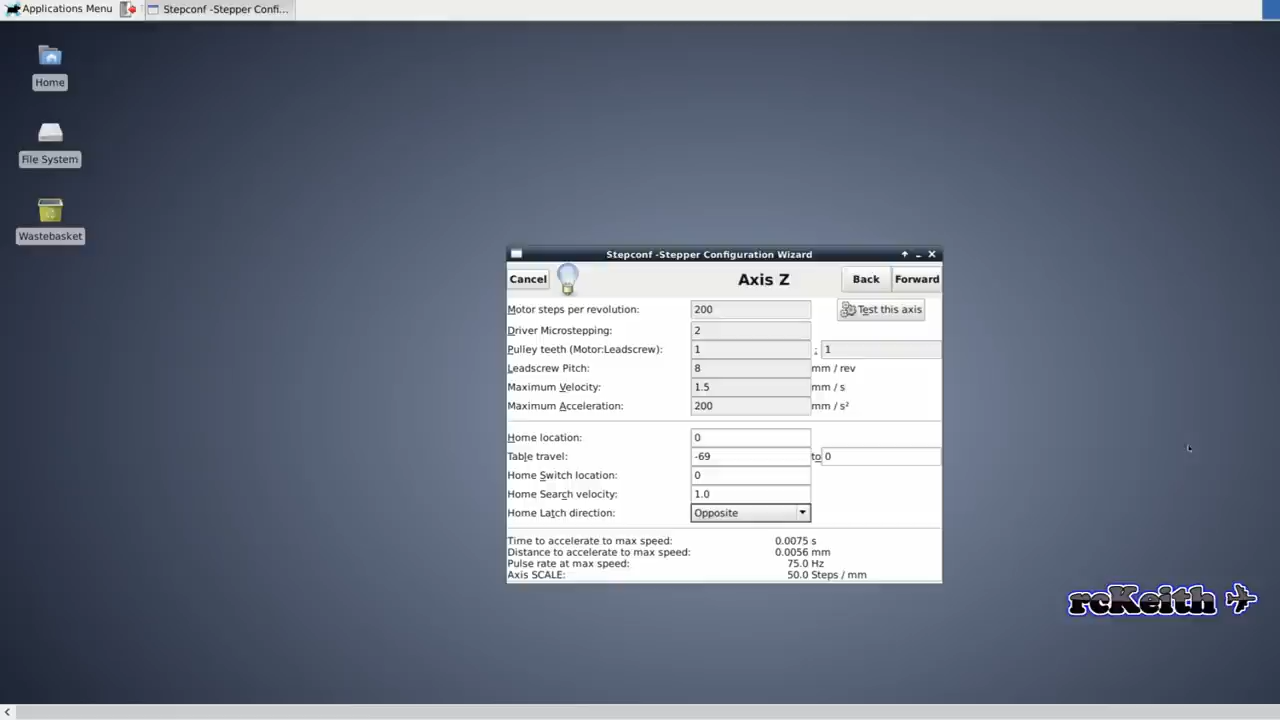 Applications Menu
Stepconf -Stepper Confi...
Home
File System
Wastebasket
Stepconf -Stepper Configuration Wizard
Cancel
Axis Z
Back
Forward
Motor steps per revolution: 200
Test this axis
Driver Microstepping: 2
Pulley teeth (Motor:Leadscrew): 1 : 1
Leadscrew Pitch: 8 mm / rev
Maximum Velocity: 1.5 mm / s
Maximum Acceleration: 200 mm / s²
Home location: 0
Table travel: -69 to 0
Home Switch location: 0
Home Search velocity: 1.0
Home Latch direction: Opposite
Time to accelerate to max speed: 0.0075 s
Distance to accelerate to max speed: 0.0056 mm
Pulse rate at max speed: 75.0 Hz
Axis SCALE: 50.0 Steps / mm
rcKeith